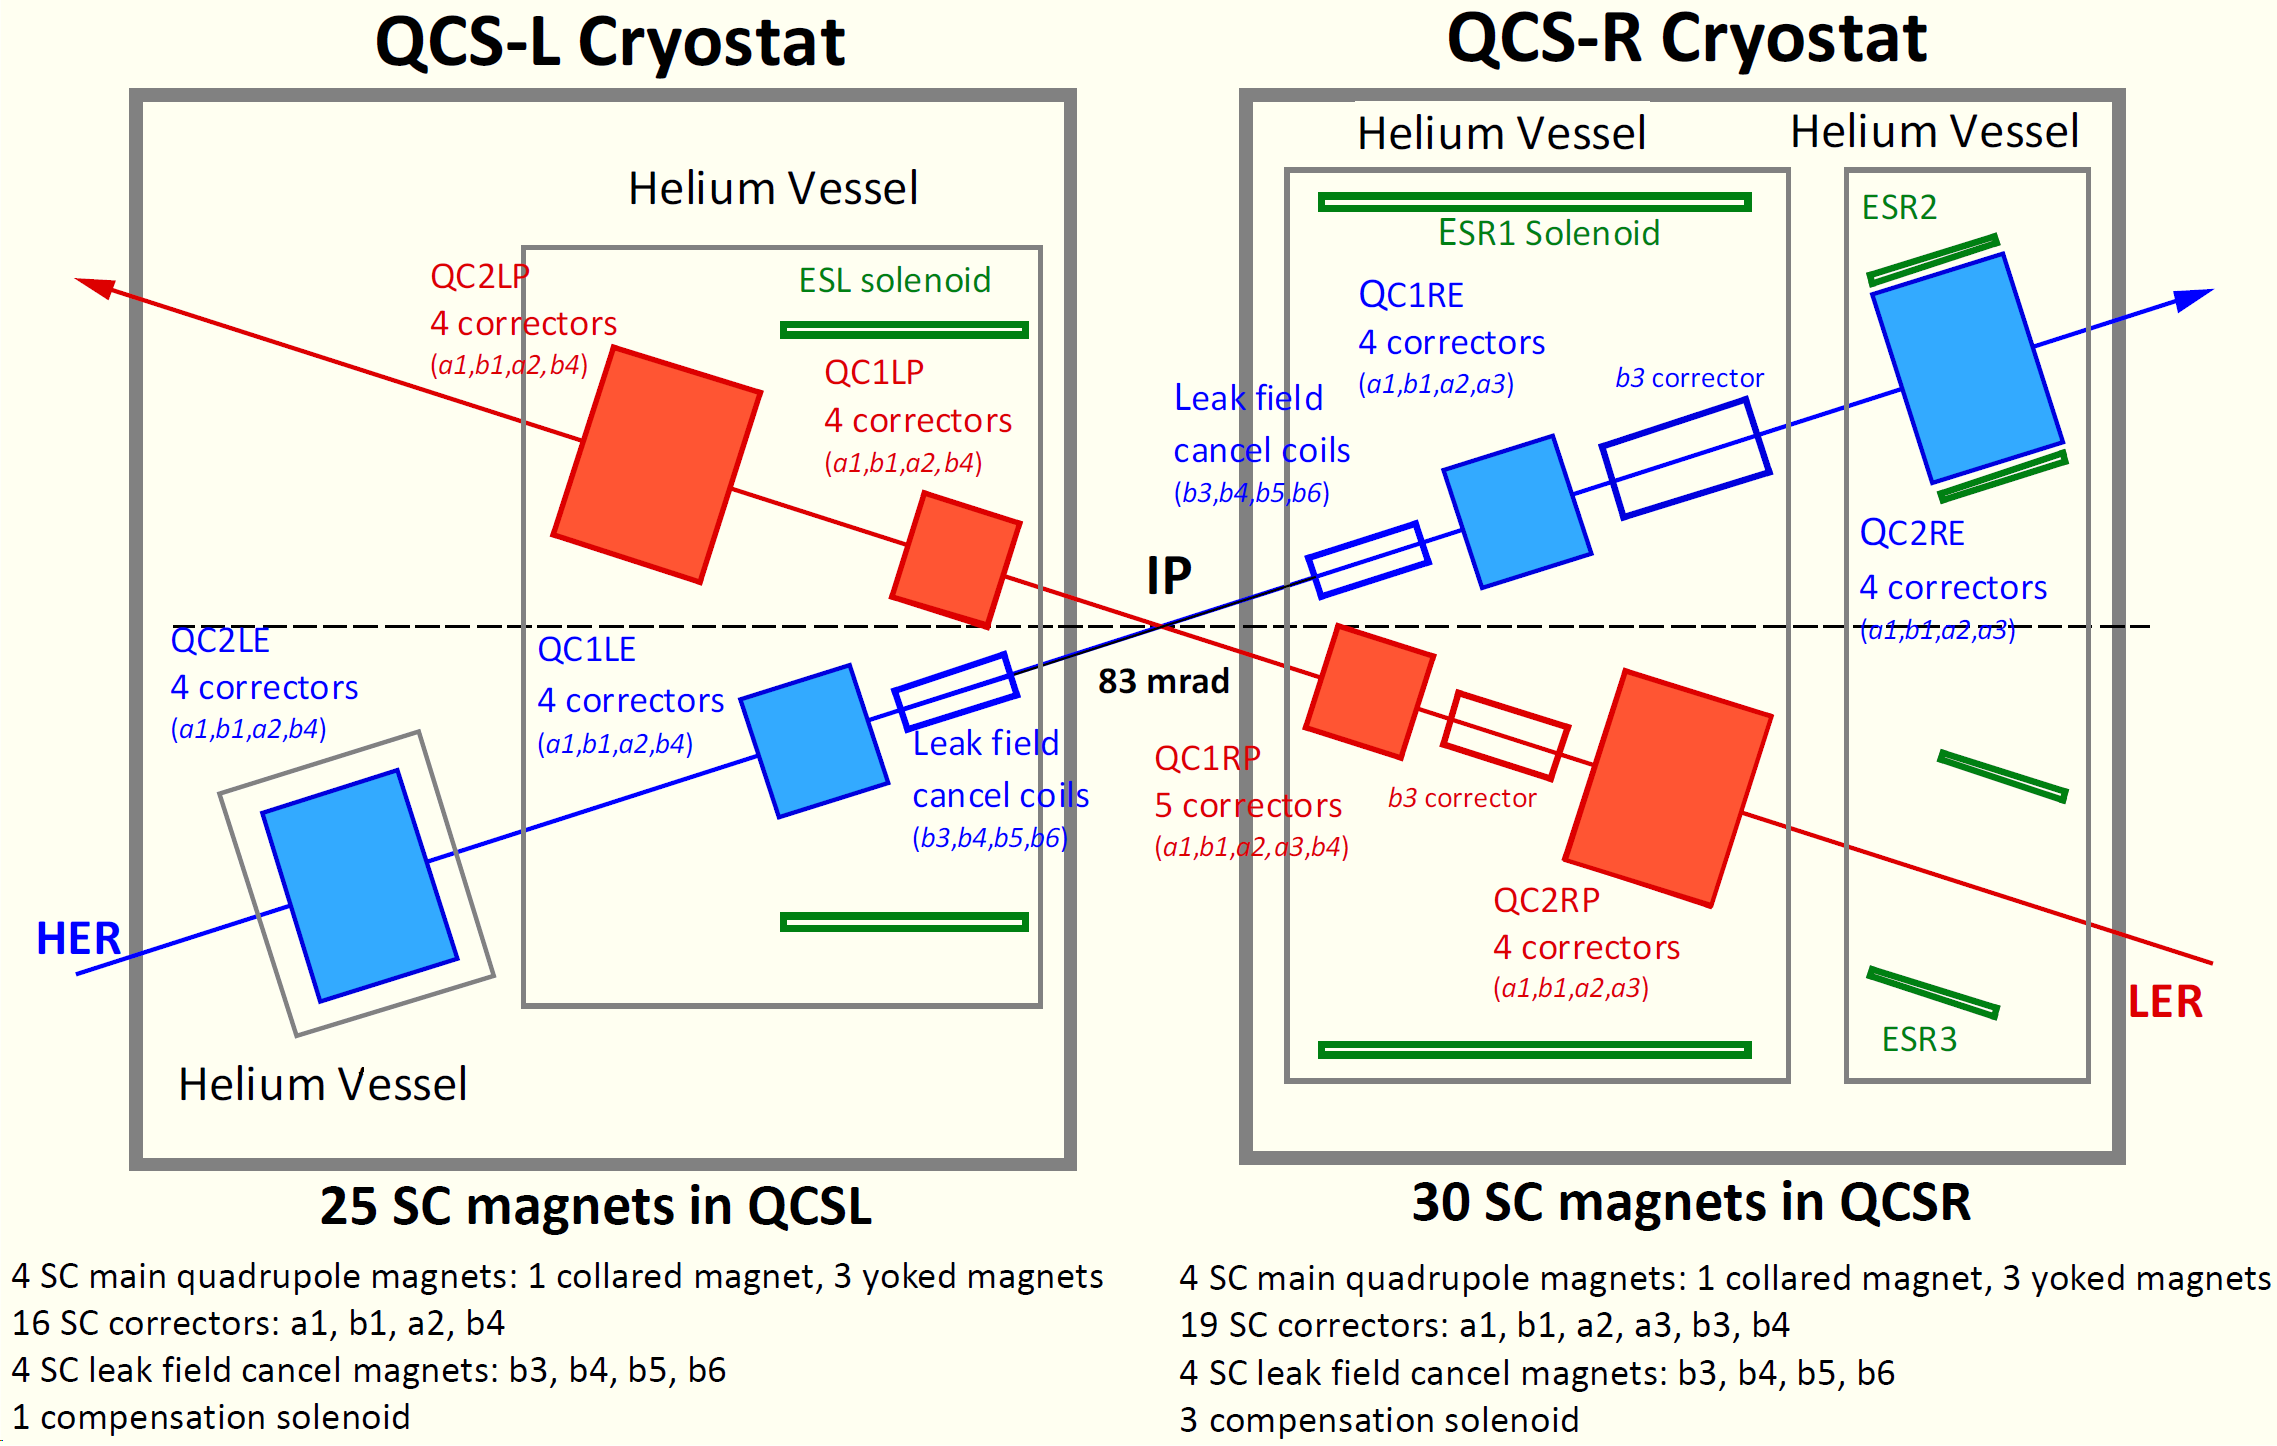 QCS-L Cryostat
QCS-R Cryostat
Helium Vessel
Helium Vessel
Helium Vessel
ESR2
ESR1 Solenoid
QC2LP
4 correctors
(a1,b1,a2,b4)
ESL solenoid
QC1LP
4 correctors
(a1,b1,a2,b4)
QC1RE
4 correctors
(a1,b1,a2,a3)
b3 corrector
Leak field
cancel coils
(b3,b4,b5,b6)
IP
83 mrad
QC2RE
4 correctors
(a1,b1,a2,a3)
QC2LE
4 correctors
(a1,b1,a2,b4)
QC1LE
4 correctors
(a1,b1,a2,b4)
Leak field
cancel coils
(b3,b4,b5,b6)
QC1RP
5 correctors
(a1,b1,a2,a3,b4)
b3 corrector
QC2RP
4 correctors
(a1,b1,a2,a3)
HER
LER
ESR3
Helium Vessel
25 SC magnets in QCSL
4 SC main quadrupole magnets: 1 collared magnet, 3 yoked magnets
16 SC correctors: a1, b1, a2, b4
4 SC leak field cancel magnets: b3, b4, b5, b6
1 compensation solenoid
30 SC magnets in QCSR
4 SC main quadrupole magnets: 1 collared magnet, 3 yoked magnets
19 SC correctors: a1, b1, a2, a3, b3, b4
4 SC leak field cancel magnets: b3, b4, b5, b6
3 compensation solenoid